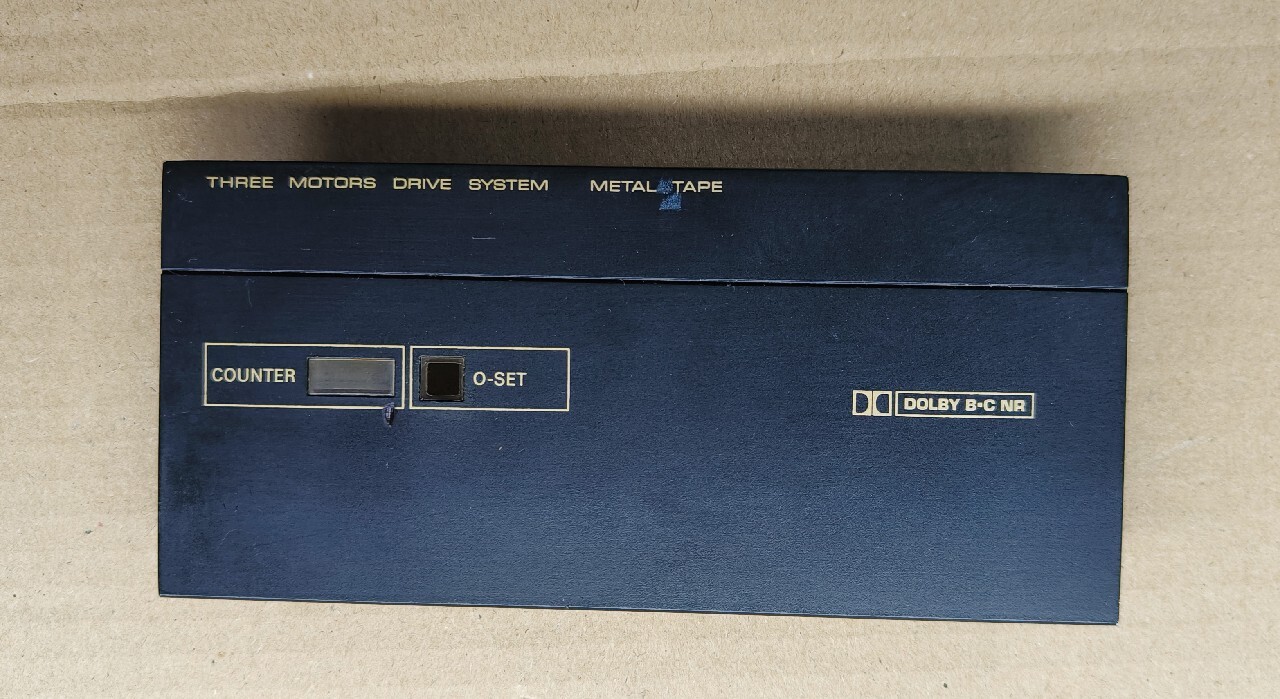 THREE MOTORS DRIVE SYSTEM METAL TAPE
COUNTER O-SET
DOLBY B•C NR